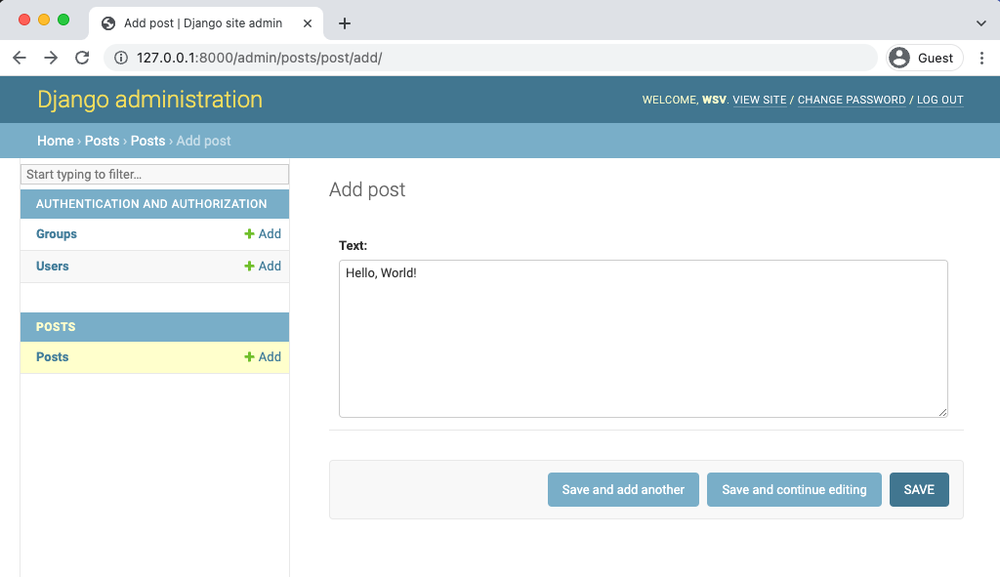 Add post | Django site admin
127.0.0.1:8000/admin/posts/post/add/
Guest
Django administration
WELCOME, WSV. VIEW SITE / CHANGE PASSWORD / LOG OUT
Home › Posts › Posts › Add post
Start typing to filter...
AUTHENTICATION AND AUTHORIZATION
Groups Add
Users Add
POSTS
Posts Add
Add post
Text:
Hello, World!
Save and add another Save and continue editing SAVE